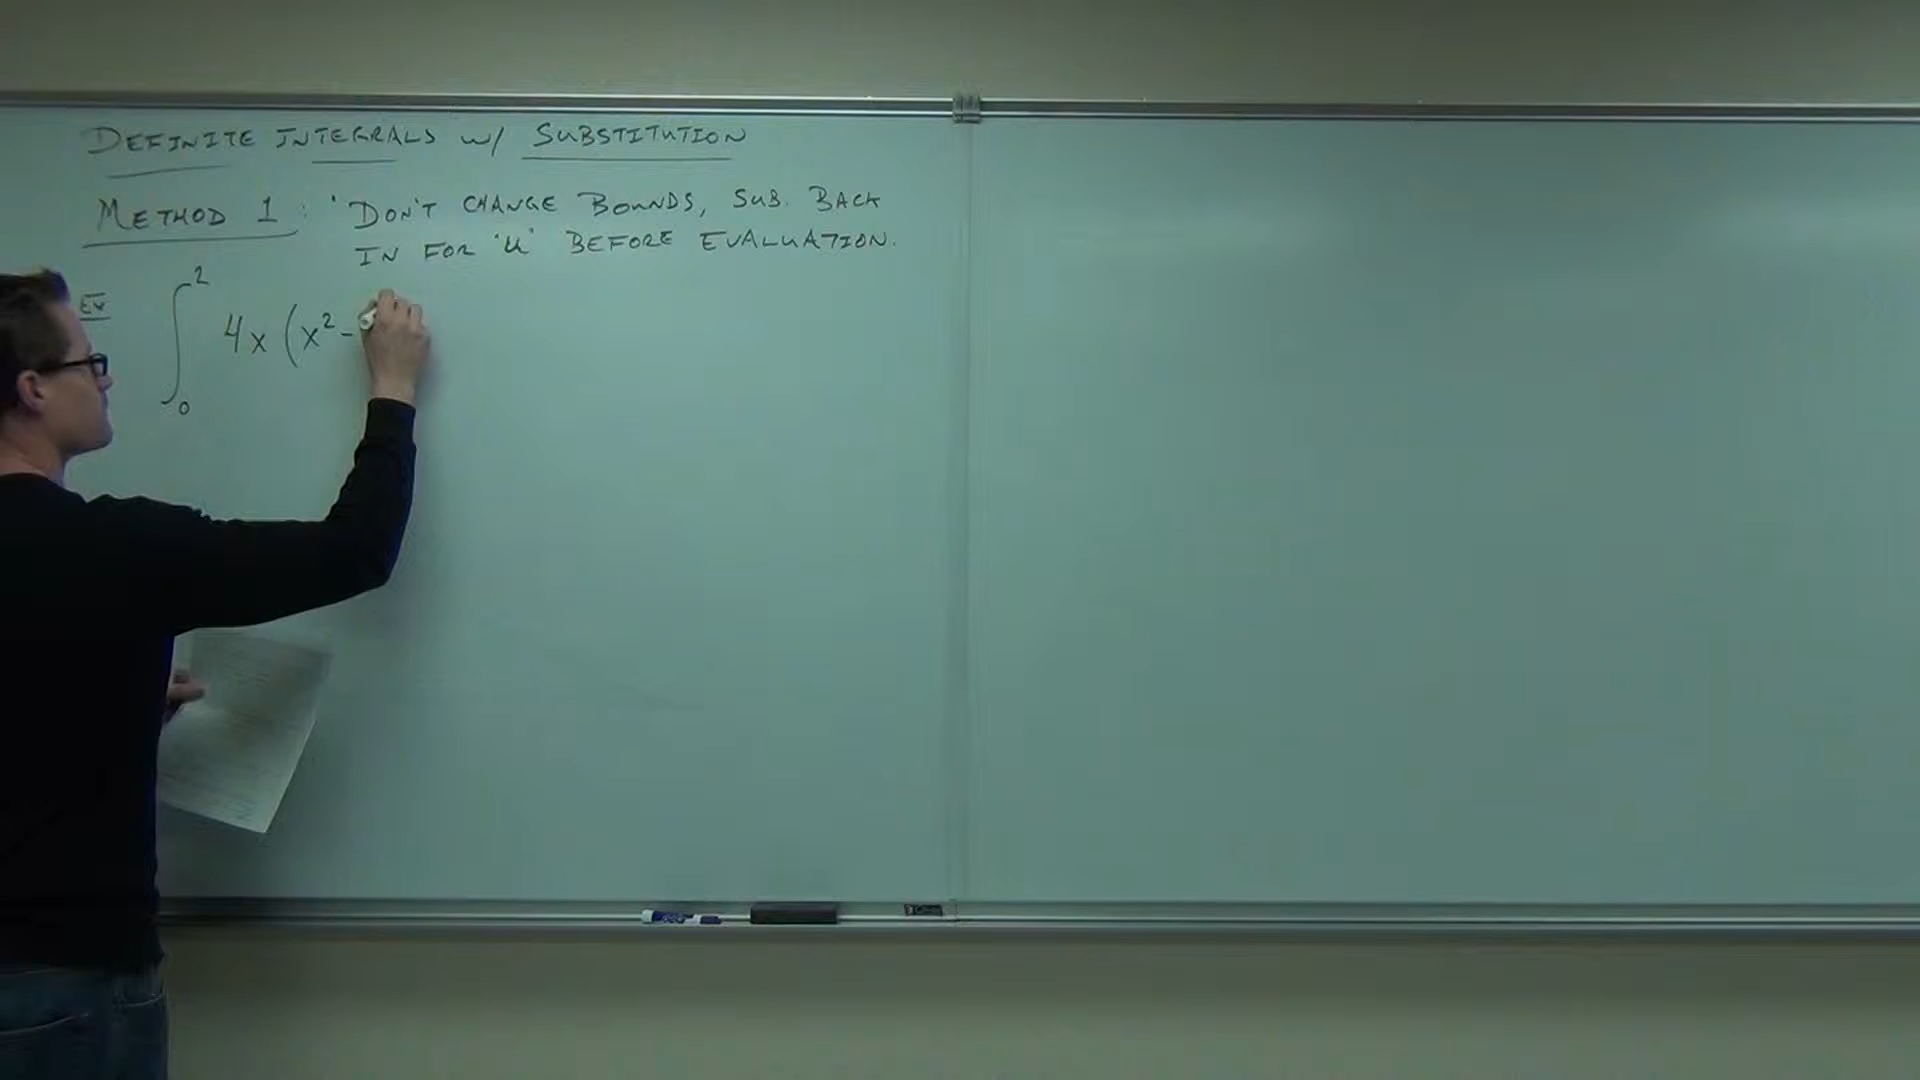 DEFINITE INTEGRALS w/ SUBSTITUTION
METHOD 1: 'DON'T CHANGE BOUNDS, SUB. BACK
IN FOR 'u' BEFORE EVALUATION.
Ex ∫₀² 4x (x² -